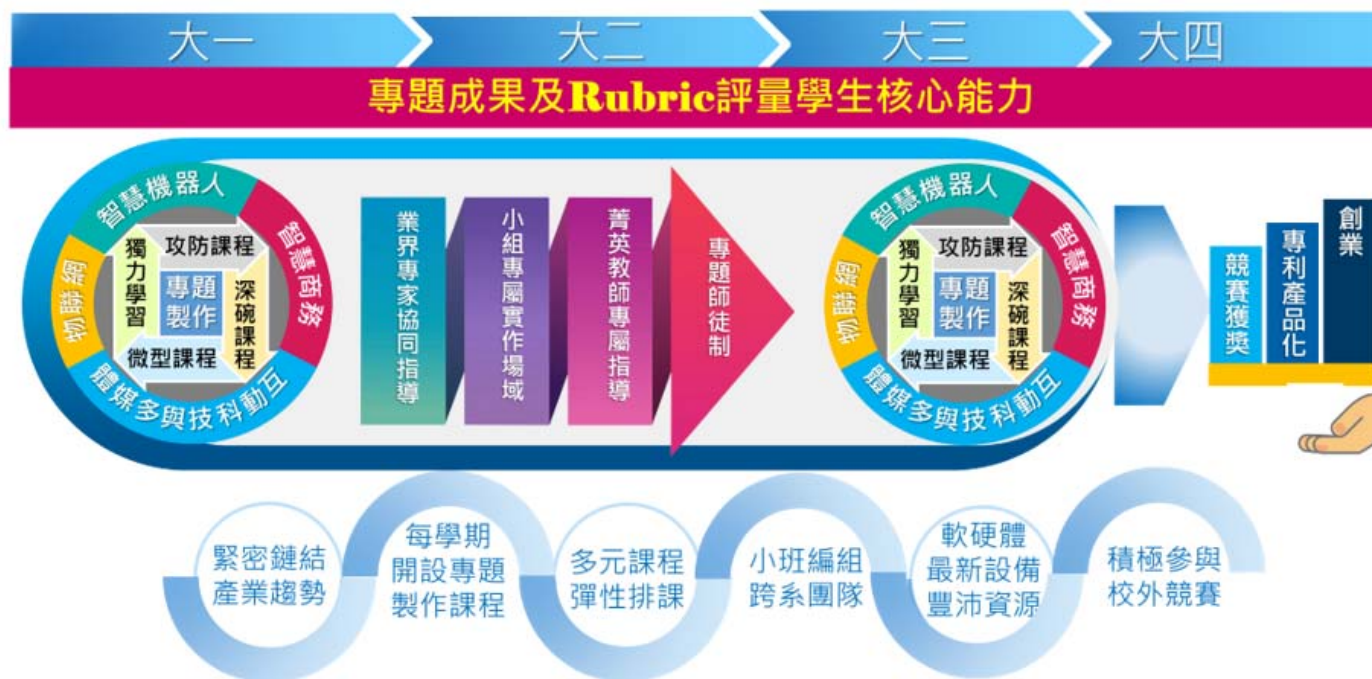 大一
大二
大三
大四
專題成果及Rubric評量學生核心能力
智慧機器人
智慧商務
物聯網
體媒多與技科動互
獨力學習
攻防課程
深碗課程
微型課程
專題
製作
業界專家協同指導
小組專屬實作場域
菁英教師專屬指導
專題師徒制
智慧機器人
智慧商務
物聯網
體媒多與技科動互
獨力學習
攻防課程
深碗課程
微型課程
專題
製作
競賽獲獎
專利產品化
創業
緊密鏈結
產業趨勢
每學期
開設專題
製作課程
多元課程
彈性排課
小班編組
跨系團隊
軟硬體
最新設備
豐沛資源
積極參與
校外競賽